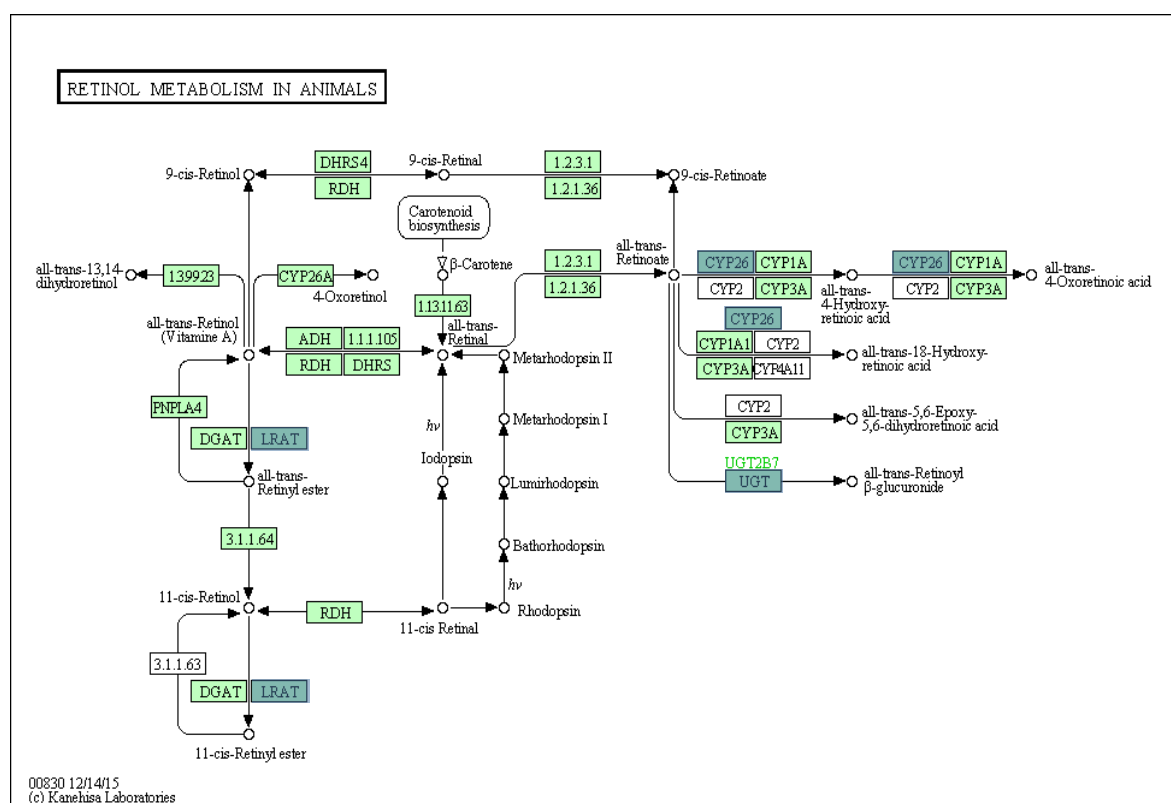 RETINOL METABOLISM IN ANIMALS
9-cis-Retinol
DHRS4
RDH
9-cis-Retinal
1.2.3.1
1.2.1.36
9-cis-Retinoate
Carotenoid
biosynthesis
all-trans-13,14-
dihydroretinol
1.3.99.23
CYP26A
4-Oxoretinol
β-Carotene
1.13.11.63
1.2.3.1
1.2.1.36
all-trans-
Retinoate
CYP26
CYP1A
CYP2
CYP3A
all-trans-
4-Hydroxy-
retinoic acid
CYP26
CYP1A
CYP2
CYP3A
all-trans-
4-Oxoretinoic acid
all-trans-Retinol
(Vitamine A)
ADH
1.1.1.105
RDH
DHRS
all-trans-
Retinal
Metarhodopsin II
CYP26
CYP1A1
CYP2
CYP3A
CYP4A11
all-trans-18-Hydroxy-
retinoic acid
PNPLA4
DGAT
LRAT
all-trans-
Retinyl ester
hν
Iodopsin
Metarhodopsin I
Lumirhodopsin
Bathorhodopsin
hν
Rhodopsin
CYP2
CYP3A
all-trans-5,6-Epoxy-
5,6-dihydroretinoic acid
UGT2B7
UGT
all-trans-Retinoyl
β-glucuronide
3.1.1.64
11-cis-Retinol
RDH
11-cis Retinal
3.1.1.63
DGAT
LRAT
11-cis-Retinyl ester
00830 12/14/15
(c) Kanehisa Laboratories